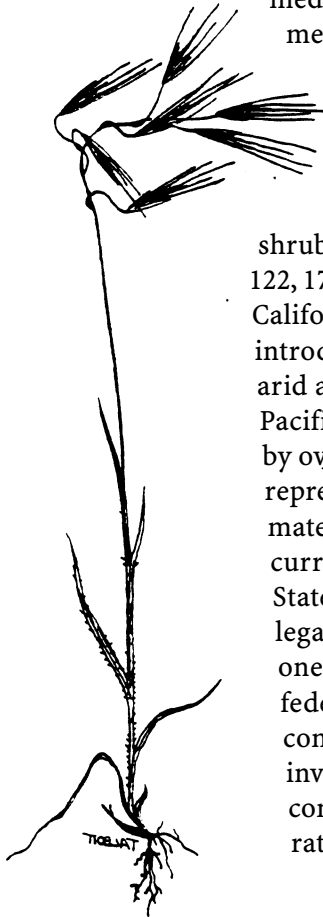 med
me
shrub
122, 17
Califo
introd
arid a
Pacifi
by ov
repre
mate
curr
State
lega
one
fede
con
inv
con
rat
TALBOT